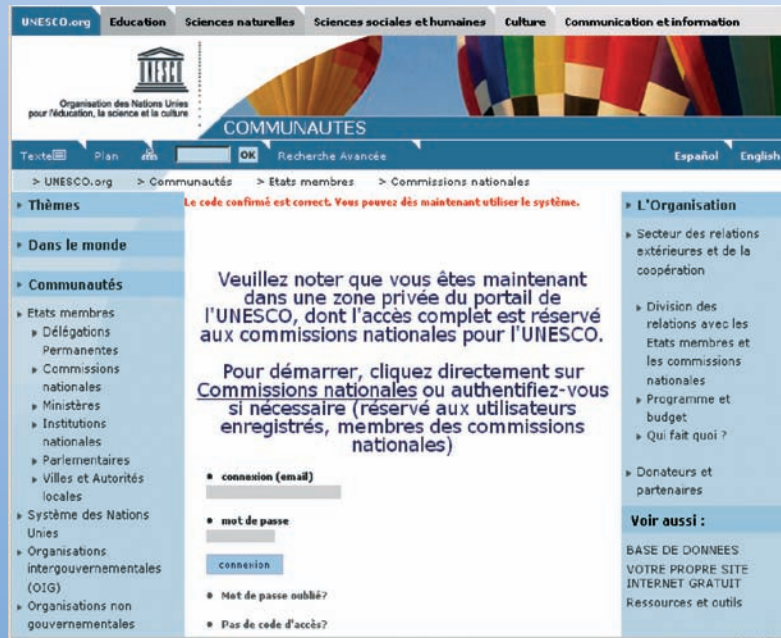 UNESCO.org Education Sciences naturelles Sciences sociales et humaines Culture Communication et information
UNESCO
Organisation des Nations Unies
pour l'éducation, la science et la culture
COMMUNAUTES
Texte Plan OK Recherche Avancée Español English
> UNESCO.org > Communautés > Etats membres > Commissions nationales
Thèmes
Dans le monde
Communautés
Etats membres
Délégations
Permanentes
Commissions
nationales
Ministères
Institutions
nationales
Parlementaires
Villes et Autorités
locales
Système des Nations
Unies
Organisations
intergouvernementales
(OIG)
Organisations non
gouvernementales
Le code confirmé est correct. Vous pouvez dès maintenant utiliser le système.
Veuillez noter que vous êtes maintenant
dans une zone privée du portail de
l'UNESCO, dont l'accès complet est réservé
aux commissions nationales pour l'UNESCO.
Pour démarrer, cliquez directement sur
Commissions nationales ou authentifiez-vous
si nécessaire (réservé aux utilisateurs
enregistrés, membres des commissions
nationales)
connexion (email)
mot de passe
connexion
Mot de passe oublié?
Pas de code d'accès?
L'Organisation
Secteur des relations
extérieures et de la
coopération
Division des
relations avec les
Etats membres et
les commissions
nationales
Programme et
budget
Qui fait quoi ?
Donateurs et
partenaires
Voir aussi :
BASE DE DONNEES
VOTRE PROPRE SITE
INTERNET GRATUIT
Ressources et outils